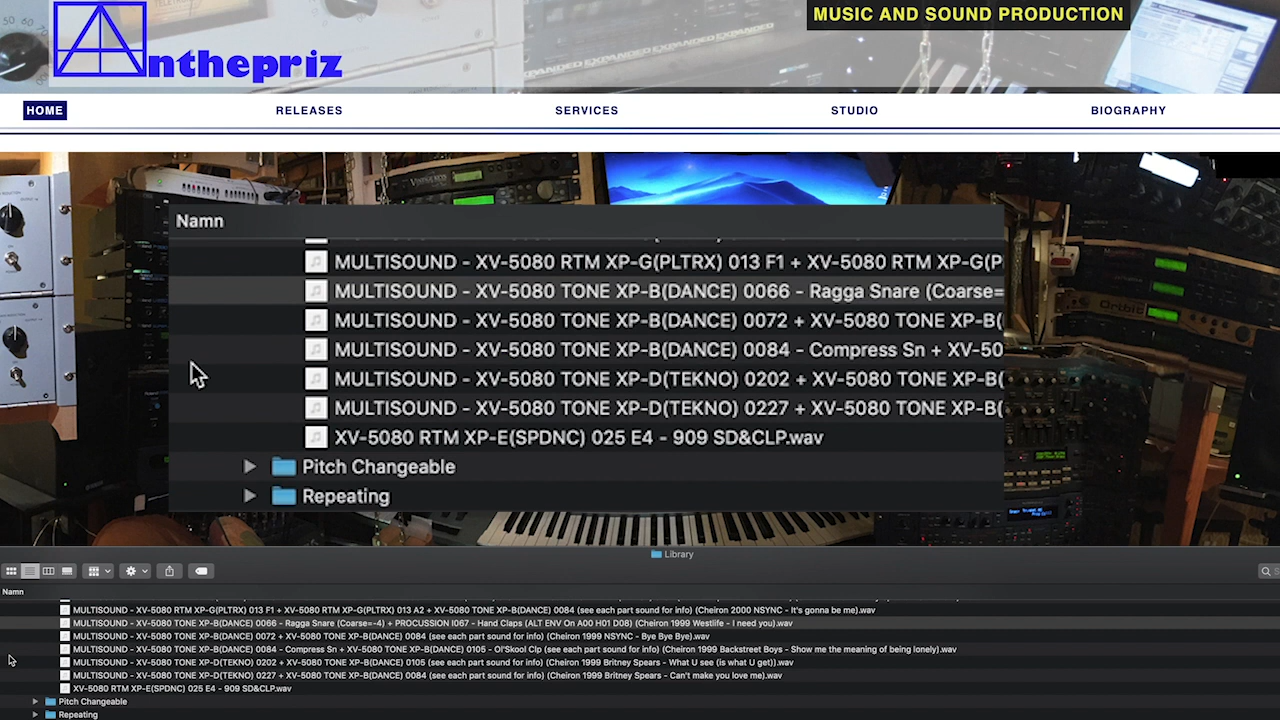 MUSIC AND SOUND PRODUCTION
Anthepriz
HOME RELEASES SERVICES STUDIO BIOGRAPHY
Namn
MULTISOUND - XV-5080 RTM XP-G(PLTRX) 013 F1 + XV-5080 RTM XP-G(P
MULTISOUND - XV-5080 TONE XP-B(DANCE) 0066 - Ragga Snare (Coarse=
MULTISOUND - XV-5080 TONE XP-B(DANCE) 0072 + XV-5080 TONE XP-B(
MULTISOUND - XV-5080 TONE XP-B(DANCE) 0084 - Compress Sn + XV-50
MULTISOUND - XV-5080 TONE XP-D(TEKNO) 0202 + XV-5080 TONE XP-B(
MULTISOUND - XV-5080 TONE XP-D(TEKNO) 0227 + XV-5080 TONE XP-B(
XV-5080 RTM XP-E(SPDNC) 025 E4 - 909 SD&CLP.wav
Pitch Changeable
Repeating
Library
Namn
MULTISOUND - XV-5080 RTM XP-G(PLTRX) 013 F1 + XV-5080 RTM XP-G(PLTRX) 013 A2 + XV-5080 TONE XP-B(DANCE) 0084 (see each part sound for info) (Cheiron 2000 NSYNC - It's gonna be me).wav
MULTISOUND - XV-5080 TONE XP-B(DANCE) 0066 - Ragga Snare (Coarse=-4) + PROCUSSION I067 - Hand Claps (ALT ENV On A00 H01 D08) (Cheiron 1999 Westlife - I need you).wav
MULTISOUND - XV-5080 TONE XP-B(DANCE) 0072 + XV-5080 TONE XP-B(DANCE) 0084 (see each part sound for info) (Cheiron 1999 NSYNC - Bye Bye Bye).wav
MULTISOUND - XV-5080 TONE XP-B(DANCE) 0084 - Compress Sn + XV-5080 TONE XP-B(DANCE) 0105 - Ol'Skool Clp (see each part sound for info) (Cheiron 1999 Backstreet Boys - Show me the meaning of being lonely).wav
MULTISOUND - XV-5080 TONE XP-D(TEKNO) 0202 + XV-5080 TONE XP-B(DANCE) 0105 (see each part sound for info) (Cheiron 1999 Britney Spears - What U see (is what U get)).wav
MULTISOUND - XV-5080 TONE XP-D(TEKNO) 0227 + XV-5080 TONE XP-B(DANCE) 0084 (see each part sound for info) (Cheiron 1999 Britney Spears - Can't make you love me).wav
XV-5080 RTM XP-E(SPDNC) 025 E4 - 909 SD&CLP.wav
Pitch Changeable
Repeating